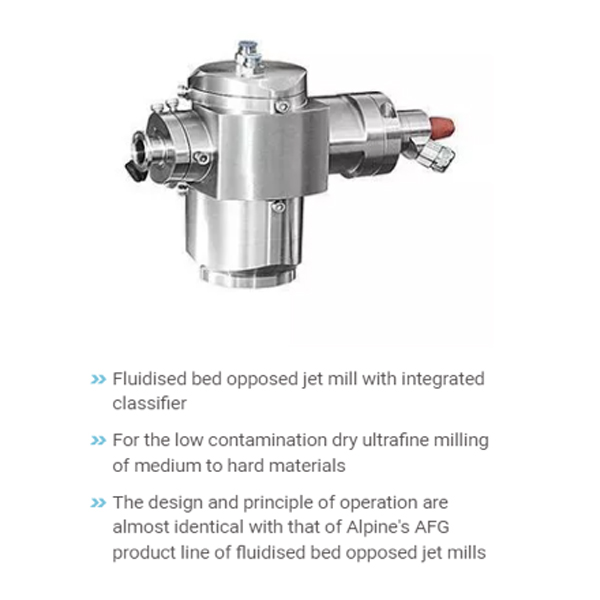 Fluidised bed opposed jet mill with integrated
classifier
For the low contamination dry ultrafine milling
of medium to hard materials
The design and principle of operation are
almost identical with that of Alpine's AFG
product line of fluidised bed opposed jet mills